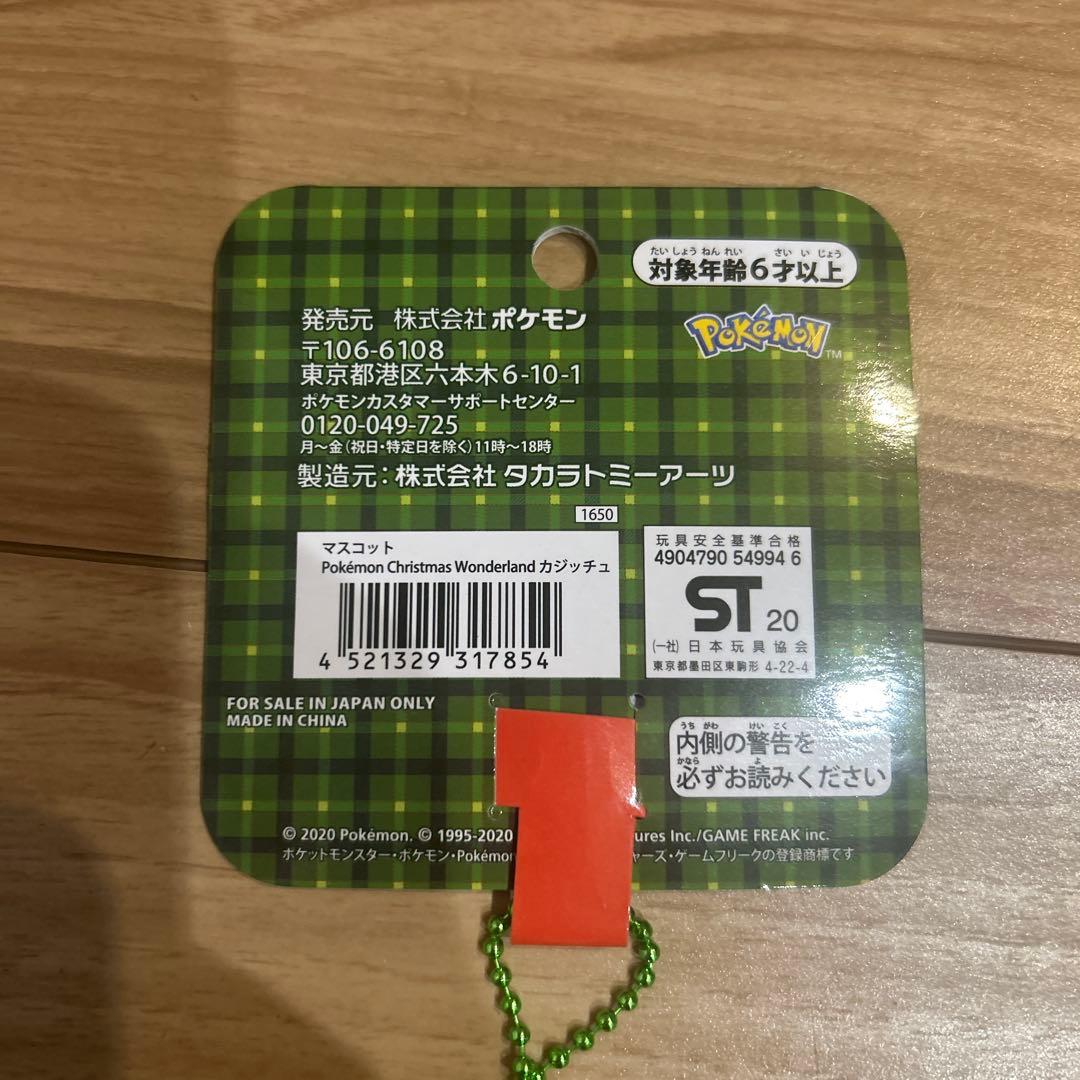 たいしょうねんれい さいいじょう
対象年齢6才以上
発売元 株式会社 ポケモン
〒106-6108
東京都港区六本木6-10-1
ポケモンカスタマーサポートセンター
0120-049-725
月～金(祝日・特定日を除く)11時～18時
POKéMON TM
製造元：株式会社 タカラトミーアーツ
1650
マスコット
Pokémon Christmas Wonderland カジッチュ
4 521329 317854
玩具安全基準合格
4904790 54994 6
ST 20
(一社)日本玩具協会
東京都墨田区東駒形 4-22-4
FOR SALE IN JAPAN ONLY
MADE IN CHINA
うちがわ けいこく
内側の警告を
かなら よ
必ずお読みください
© 2020 Pokémon. © 1995-2020 ures Inc./GAME FREAK inc.
ポケットモンスター・ポケモン・Pokémon ャーズ・ゲームフリークの登録商標です